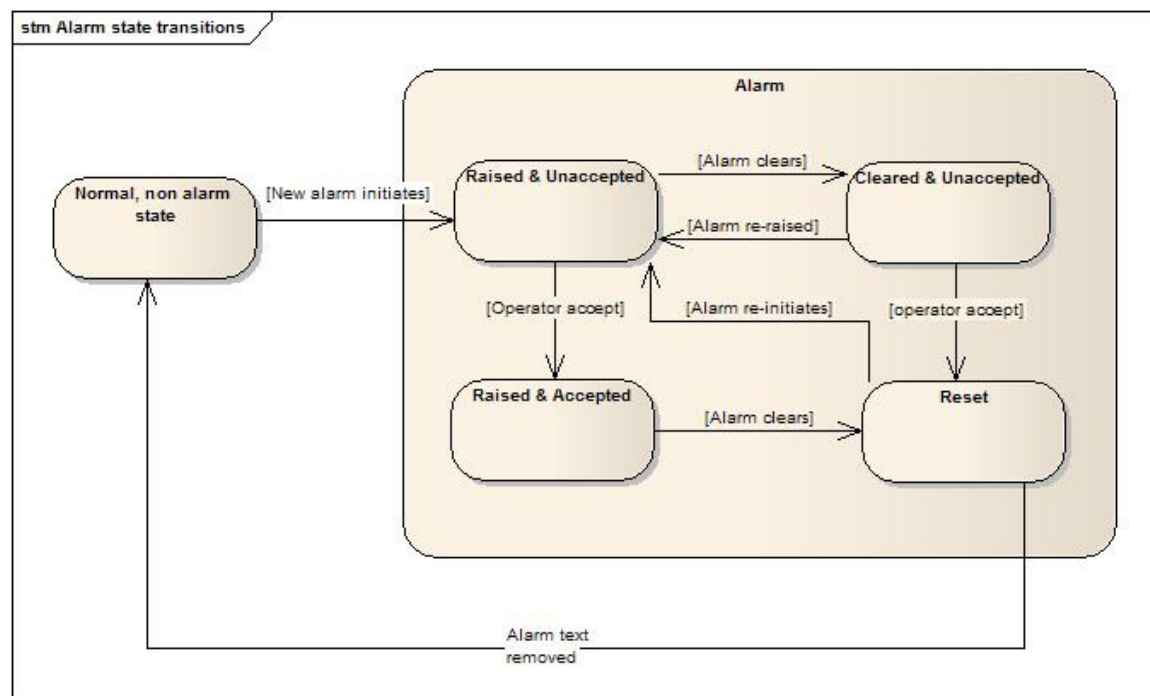 stm Alarm state transitions
Alarm
Raised & Unaccepted
[Alarm clears]
Cleared & Unaccepted
Normal, non alarm
state
[New alarm initiates]
[Alarm re-raised]
[Operator accept]
[Alarm re-initiates]
[operator accept]
Raised & Accepted
[Alarm clears]
Reset
Alarm text
removed